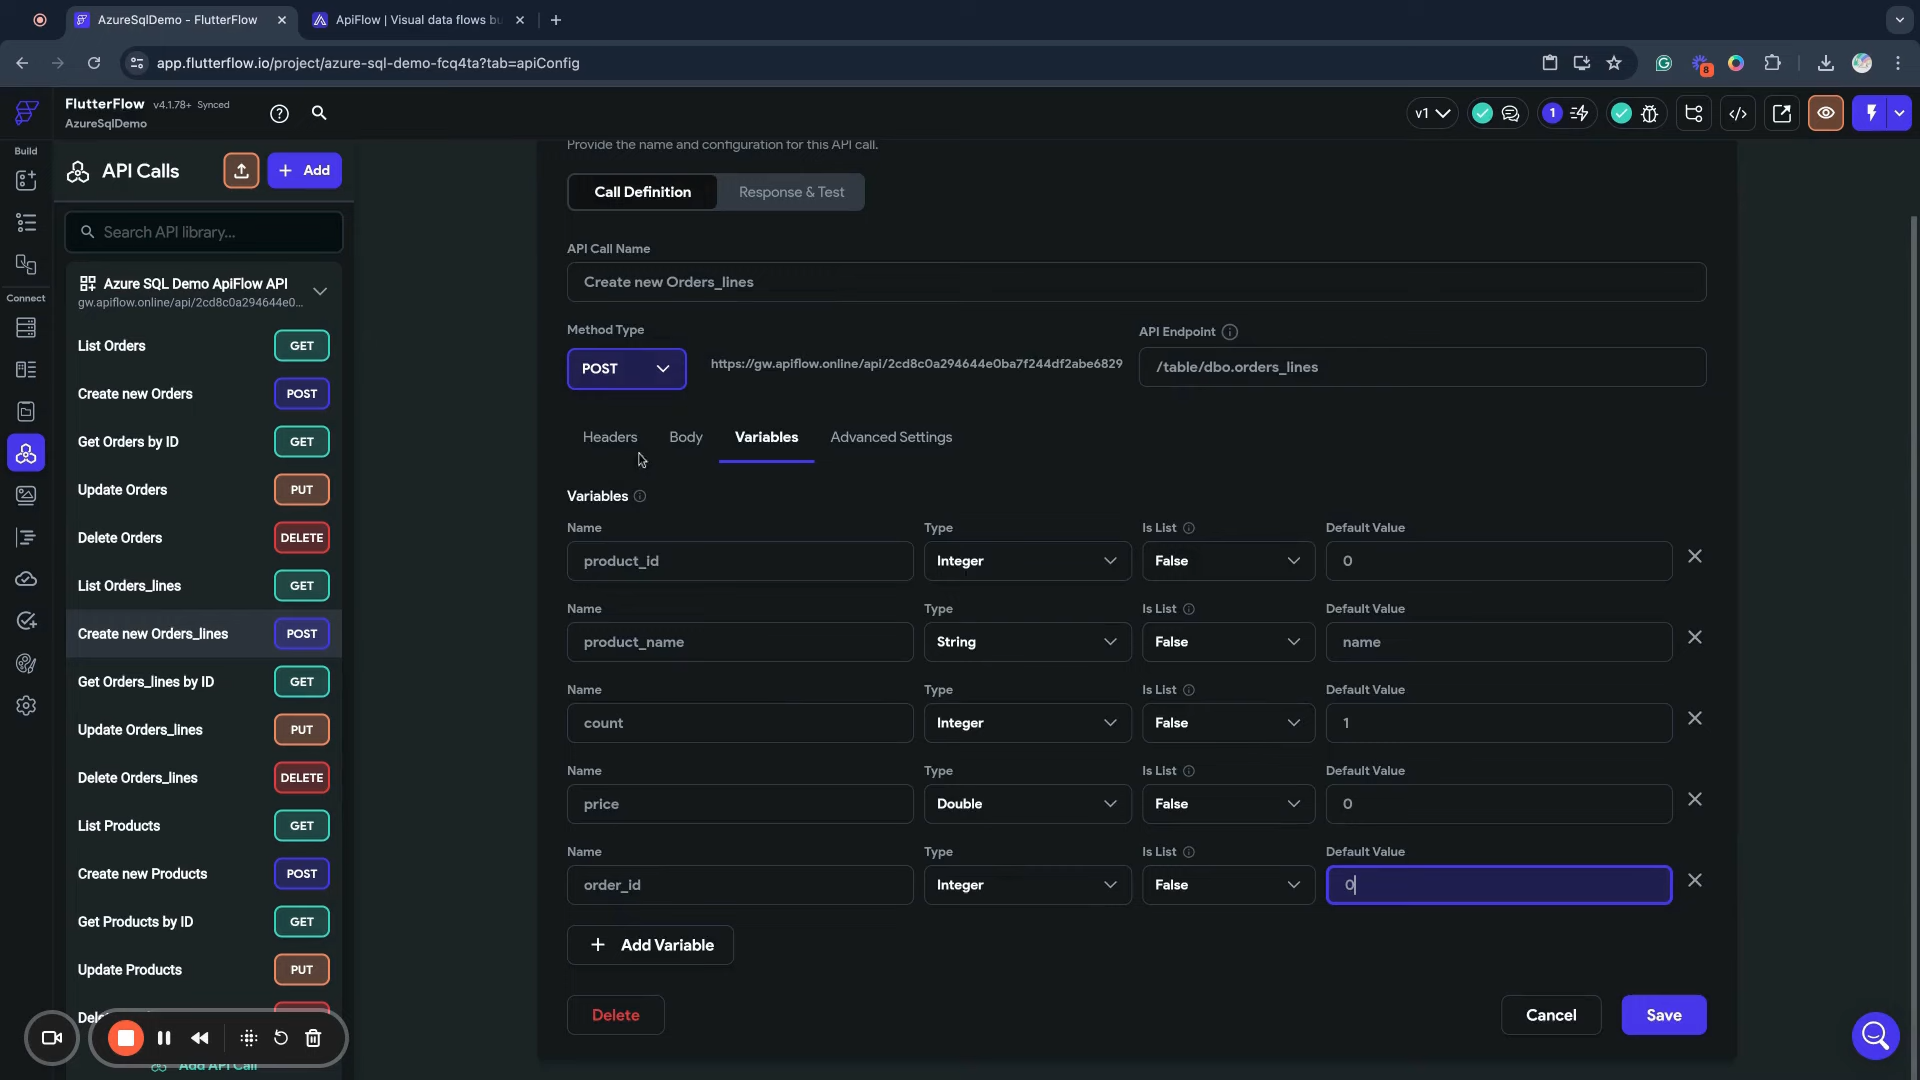 AzureSqlDemo - FlutterFlow
ApiFlow | Visual data flows bu
app.flutterflow.io/project/azure-sql-demo-fcq4ta?tab=apiConfig
8
FlutterFlow v4.1.78+ Synced
AzureSqlDemo
v1
1
Build
Connect
API Calls
Add
Search API library...
Azure SQL Demo ApiFlow API
gw.apiflow.online/api/2cd8c0a294644e0...
List Orders GET
Create new Orders POST
Get Orders by ID GET
Update Orders PUT
Delete Orders DELETE
List Orders_lines GET
Create new Orders_lines POST
Get Orders_lines by ID GET
Update Orders_lines PUT
Delete Orders_lines DELETE
List Products GET
Create new Products POST
Get Products by ID GET
Update Products PUT
Add API Call
Provide the name and configuration for this API call.
Call Definition Response & Test
API Call Name
Create new Orders_lines
Method Type
POST
https://gw.apiflow.online/api/2cd8c0a294644e0ba7f244df2abe6829
API Endpoint
/table/dbo.orders_lines
Headers Body Variables Advanced Settings
Variables
Name Type Is List Default Value
product_id Integer False 0
Name Type Is List Default Value
product_name String False name
Name Type Is List Default Value
count Integer False 1
Name Type Is List Default Value
price Double False 0
Name Type Is List Default Value
order_id Integer False 0
Add Variable
Delete
Cancel
Save